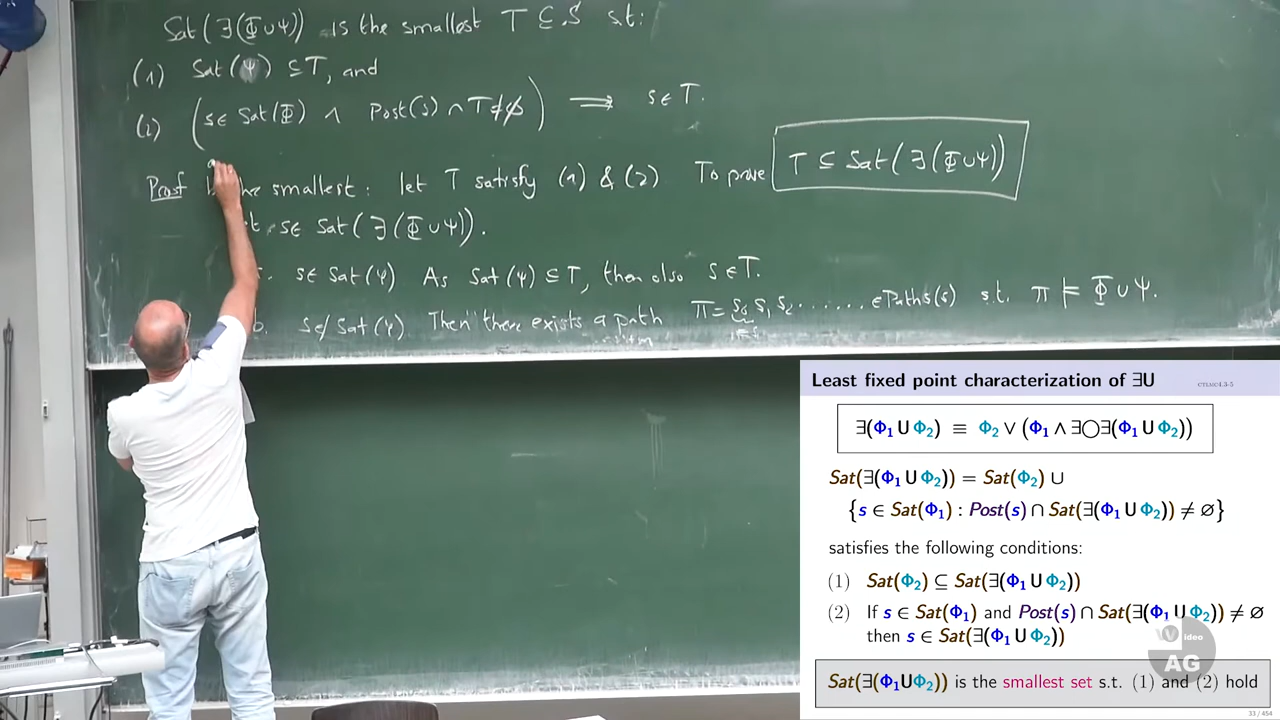 Sat(∃(Φ∪Ψ)) is the smallest T ⊆ S s.t:
(1) Sat(Ψ) ⊆ T, and
(2) (s ∈ Sat(Φ) ∧ Post(s) ∩ T ≠ ∅) ⟹ s ∈ T.
Proof smallest: let T satisfy (1) & (2) To prove T ⊆ Sat(∃(Φ∪Ψ))
s ∈ Sat(∃(Φ∪Ψ)).
s ∈ Sat(Ψ) As Sat(Ψ) ⊆ T, then also s ∈ T.
b. s ∉ Sat(Ψ). Then there exists a path π = s₀ s₁ s₂ ....... ∈ Paths(s) s.t. π ⊨ Φ∪Ψ.
Least fixed point characterization of ∃U CTLMC4.3-5
∃(Φ₁ U Φ₂) ≡ Φ₂ ∨ (Φ₁ ∧ ∃◯∃(Φ₁ U Φ₂))
Sat(∃(Φ₁ U Φ₂)) = Sat(Φ₂) ∪
{s ∈ Sat(Φ₁) : Post(s) ∩ Sat(∃(Φ₁ U Φ₂)) ≠ ∅}
satisfies the following conditions:
(1) Sat(Φ₂) ⊆ Sat(∃(Φ₁ U Φ₂))
(2) If s ∈ Sat(Φ₁) and Post(s) ∩ Sat(∃(Φ₁ U Φ₂)) ≠ ∅
then s ∈ Sat(∃(Φ₁ U Φ₂))
Video AG
Sat(∃(Φ₁UΦ₂)) is the smallest set s.t. (1) and (2) hold
33 / 454